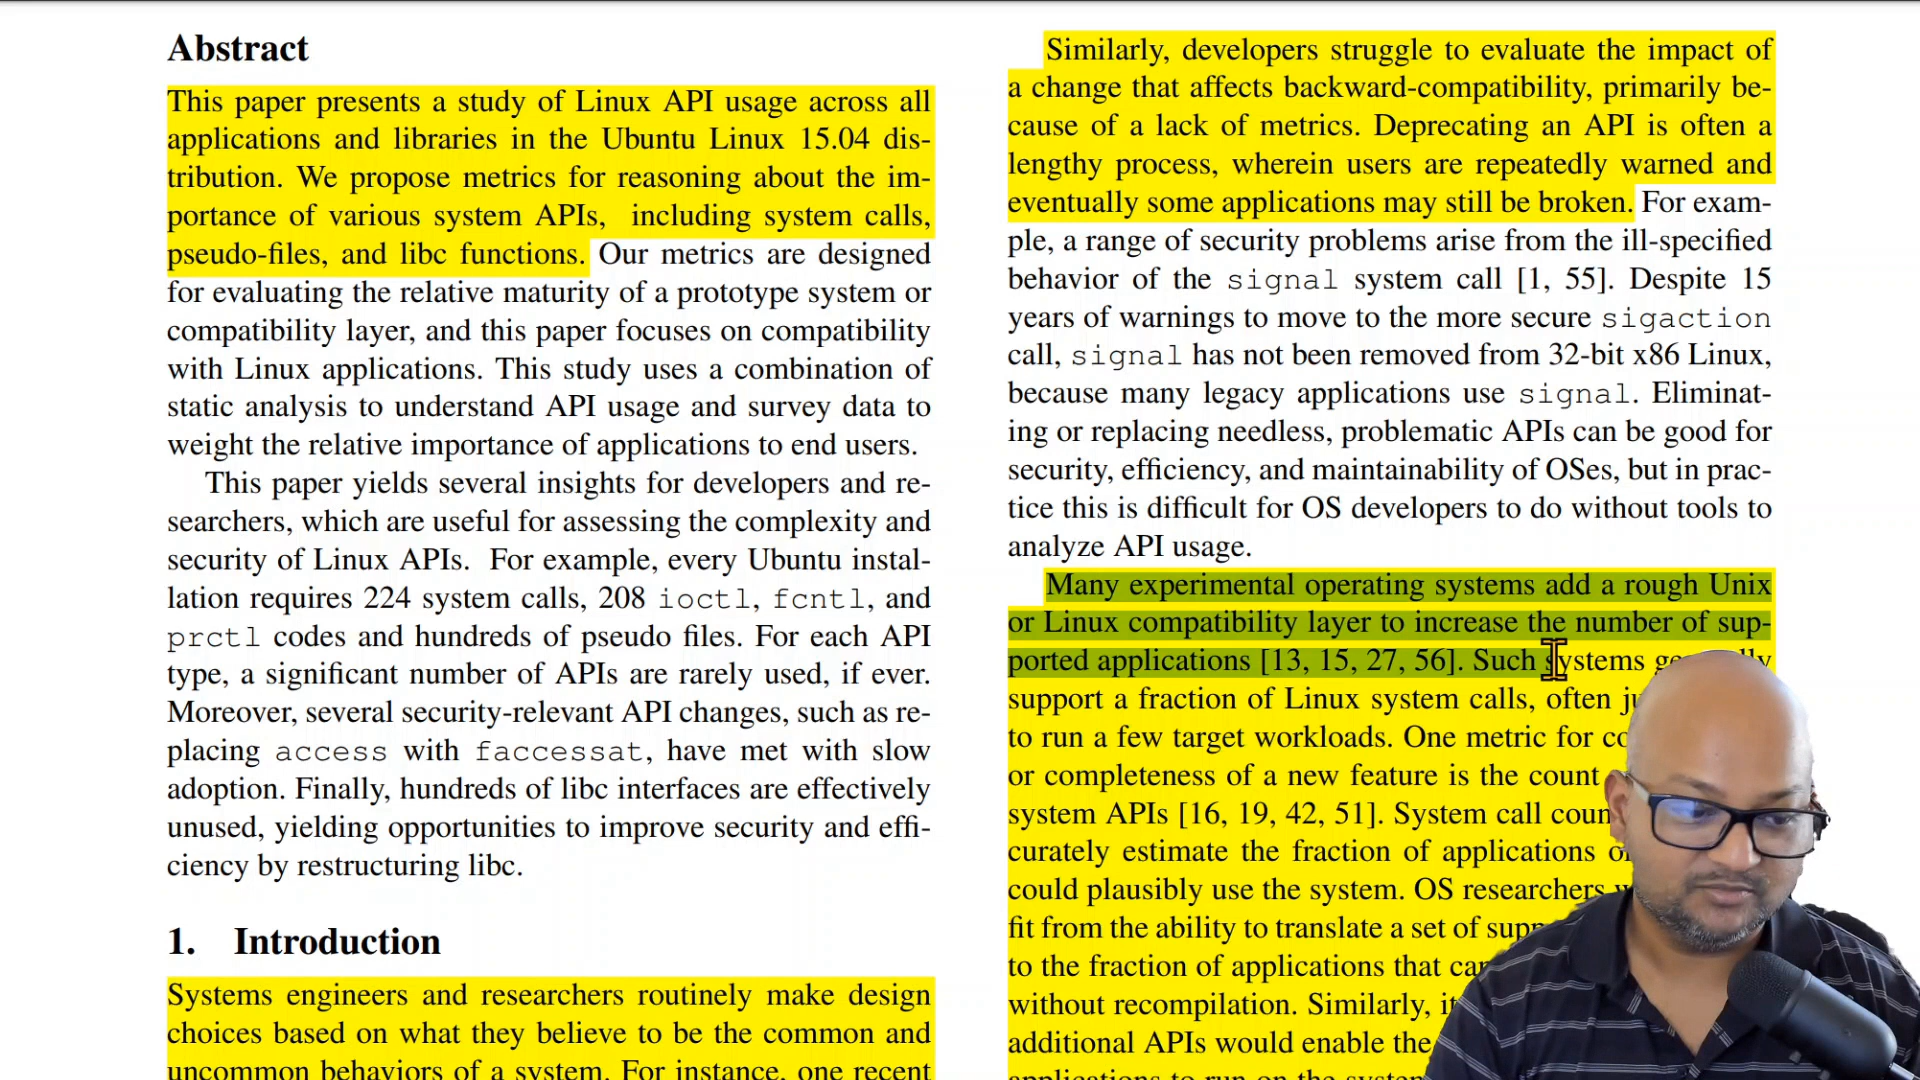 Abstract
This paper presents a study of Linux API usage across all
applications and libraries in the Ubuntu Linux 15.04 dis-
tribution. We propose metrics for reasoning about the im-
portance of various system APIs, including system calls,
pseudo-files, and libc functions. Our metrics are designed
for evaluating the relative maturity of a prototype system or
compatibility layer, and this paper focuses on compatibility
with Linux applications. This study uses a combination of
static analysis to understand API usage and survey data to
weight the relative importance of applications to end users.
This paper yields several insights for developers and re-
searchers, which are useful for assessing the complexity and
security of Linux APIs. For example, every Ubuntu instal-
lation requires 224 system calls, 208 ioctl, fcntl, and
prctl codes and hundreds of pseudo files. For each API
type, a significant number of APIs are rarely used, if ever.
Moreover, several security-relevant API changes, such as re-
placing access with faccessat, have met with slow
adoption. Finally, hundreds of libc interfaces are effectively
unused, yielding opportunities to improve security and effi-
ciency by restructuring libc.
1. Introduction
Systems engineers and researchers routinely make design
choices based on what they believe to be the common and
uncommon behaviors of a system. For instance, one recent
Similarly, developers struggle to evaluate the impact of
a change that affects backward-compatibility, primarily be-
cause of a lack of metrics. Deprecating an API is often a
lengthy process, wherein users are repeatedly warned and
eventually some applications may still be broken. For exam-
ple, a range of security problems arise from the ill-specified
behavior of the signal system call [1, 55]. Despite 15
years of warnings to move to the more secure sigaction
call, signal has not been removed from 32-bit x86 Linux,
because many legacy applications use signal. Eliminat-
ing or replacing needless, problematic APIs can be good for
security, efficiency, and maintainability of OSes, but in prac-
tice this is difficult for OS developers to do without tools to
analyze API usage.
Many experimental operating systems add a rough Unix
or Linux compatibility layer to increase the number of sup-
ported applications [13, 15, 27, 56]. Such systems
support a fraction of Linux system calls, often
to run a few target workloads. One metric for
or completeness of a new feature is the count
system APIs [16, 19, 42, 51]. System call
curately estimate the fraction of applications
could plausibly use the system. OS researchers
fit from the ability to translate a set of
to the fraction of applications that
without recompilation. Similarly,
additional APIs would enable the
applications to run on the